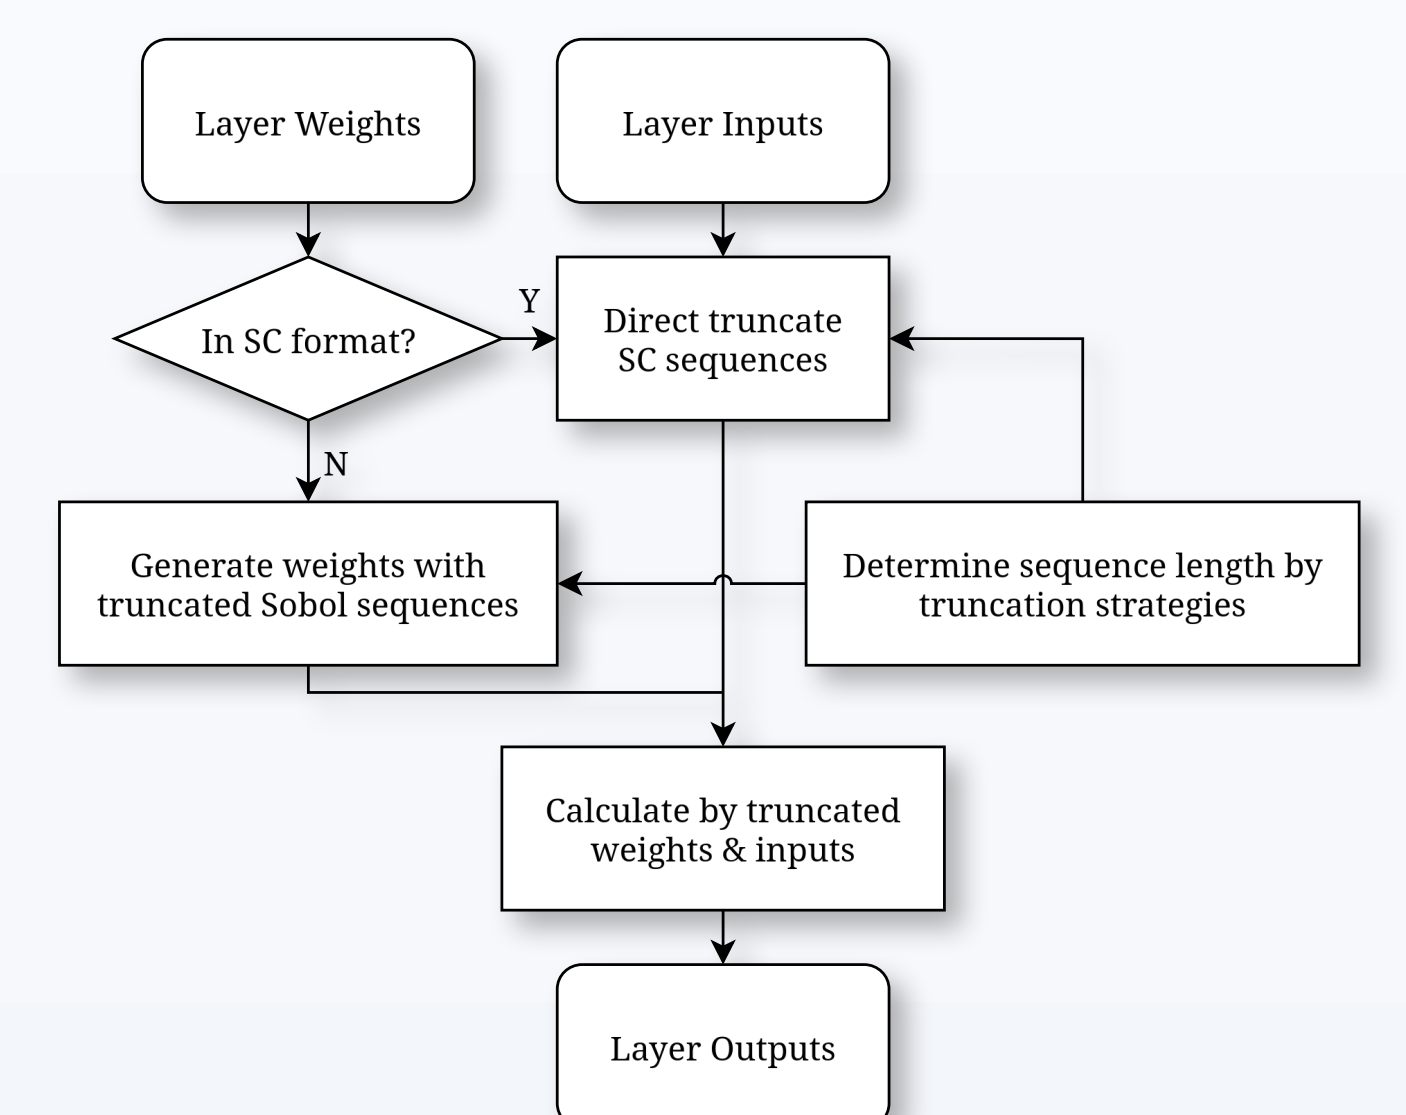 Layer Weights
Layer Inputs
In SC format?
Y
Direct truncate
SC sequences
N
Generate weights with
truncated Sobol sequences
Determine sequence length by
truncation strategies
Calculate by truncated
weights & inputs
Layer Outputs